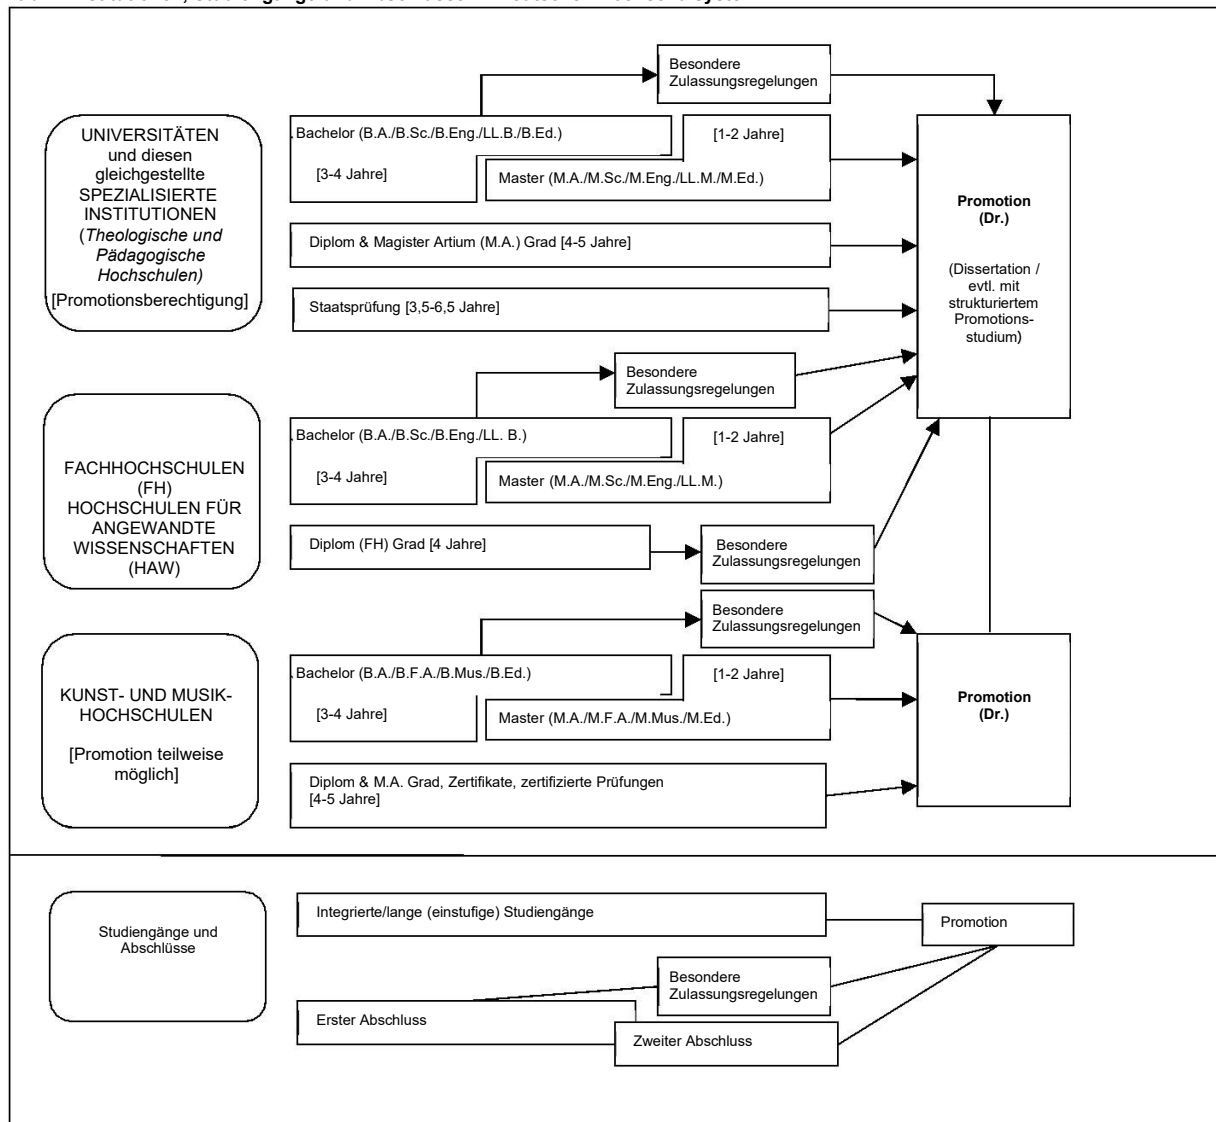 Besondere
Zulassungsregelungen
UNIVERSITÄTEN
und diesen
gleichgestellte
SPEZIALISIERTE
INSTITUTIONEN
(Theologische und
Pädagogische
Hochschulen)
[Promotionsberechtigung]
Bachelor (B.A./B.Sc./B.Eng./LL.B./B.Ed.)
[3-4 Jahre]
[1-2 Jahre]
Master (M.A./M.Sc./M.Eng./LL.M./M.Ed.)
Diplom & Magister Artium (M.A.) Grad [4-5 Jahre]
Staatsprüfung [3,5-6,5 Jahre]
Promotion
(Dr.)
(Dissertation /
evtl. mit
strukturiertem
Promotions-
studium)
FACHHOCHSCHULEN
(FH)
HOCHSCHULEN FÜR
ANGEWANDTE
WISSENSCHAFTEN
(HAW)
Besondere
Zulassungsregelungen
Bachelor (B.A./B.Sc./B.Eng./LL. B.)
[3-4 Jahre]
[1-2 Jahre]
Master (M.A./M.Sc./M.Eng./LL.M.)
Diplom (FH) Grad [4 Jahre]
Besondere
Zulassungsregelungen
KUNST- UND MUSIK-
HOCHSCHULEN
[Promotion teilweise
möglich]
Besondere
Zulassungsregelungen
Bachelor (B.A./B.F.A./B.Mus./B.Ed.)
[3-4 Jahre]
[1-2 Jahre]
Master (M.A./M.F.A./M.Mus./M.Ed.)
Diplom & M.A. Grad, Zertifikate, zertifizierte Prüfungen
[4-5 Jahre]
Promotion
(Dr.)
Studiengänge und
Abschlüsse
Integrierte/lange (einstufige) Studiengänge
Promotion
Besondere
Zulassungsregelungen
Erster Abschluss
Zweiter Abschluss